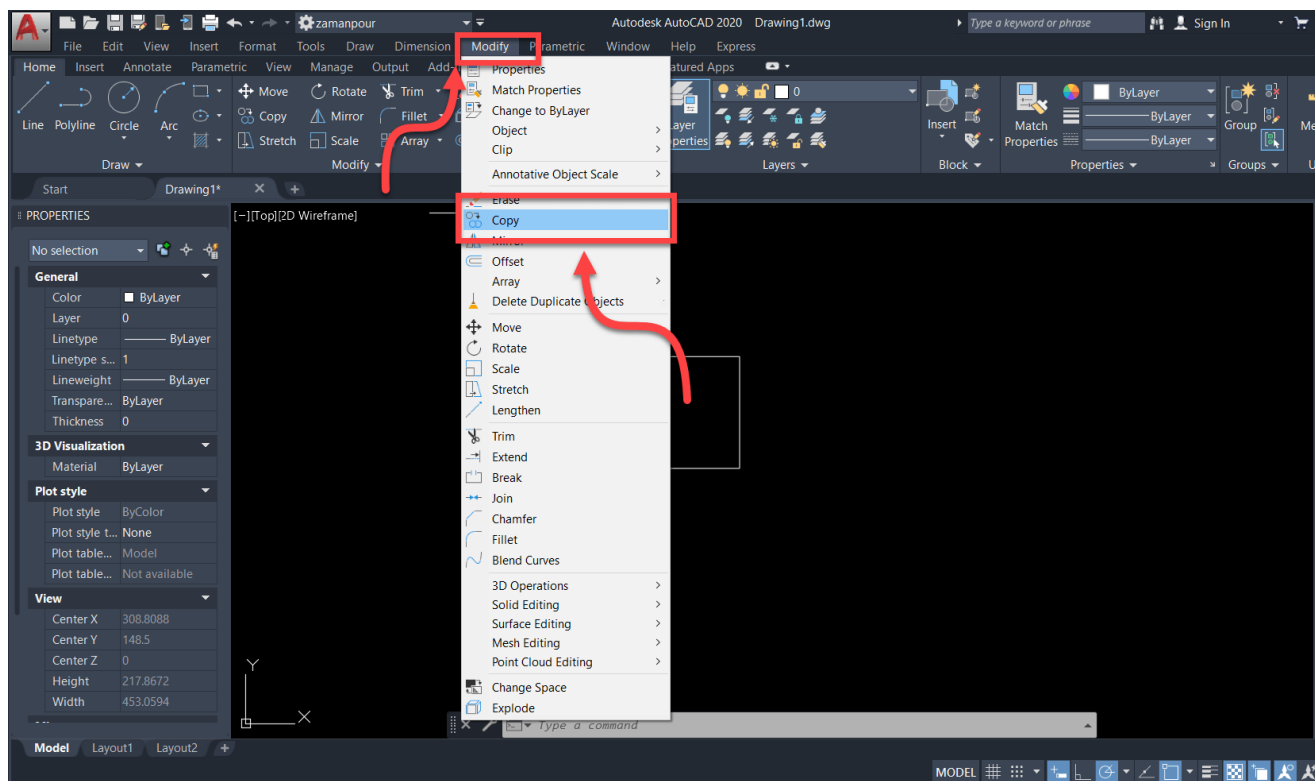 zamanpour Autodesk AutoCAD 2020 Drawing1.dwg Type a keyword or phrase Sign In
File Edit View Insert Format Tools Draw Dimension Modify Parametric Window Help Express
Home Insert Annotate Parametric View Manage Output Add- atured Apps
Move Rotate Trim
Copy Mirror Fillet
Stretch Scale Array
Line Polyline Circle Arc
Draw Modify
0
ayer
perties
Layers
Insert
Block
Match
Properties
ByLayer
ByLayer
ByLayer
Properties
Group
Groups
Me
U
Start Drawing1* +
PROPERTIES
[−][Top][2D Wireframe]
No selection
General
Color ByLayer
Layer 0
Linetype ByLayer
Linetype s... 1
Lineweight ByLayer
Transpare... ByLayer
Thickness 0
3D Visualization
Material ByLayer
Plot style
Plot style ByColor
Plot style t... None
Plot table... Model
Plot table... Not available
View
Center X 308.8088
Center Y 148.5
Center Z 0
Height 217.8672
Width 453.0594
Properties
Match Properties
Change to ByLayer
Object
Clip
Annotative Object Scale
Erase
Copy
Mirror
Offset
Array
Delete Duplicate Objects
Move
Rotate
Scale
Stretch
Lengthen
Trim
Extend
Break
Join
Chamfer
Fillet
Blend Curves
3D Operations
Solid Editing
Surface Editing
Mesh Editing
Point Cloud Editing
Change Space
Explode
Y
X
Type a command
Model Layout1 Layout2 +
MODEL